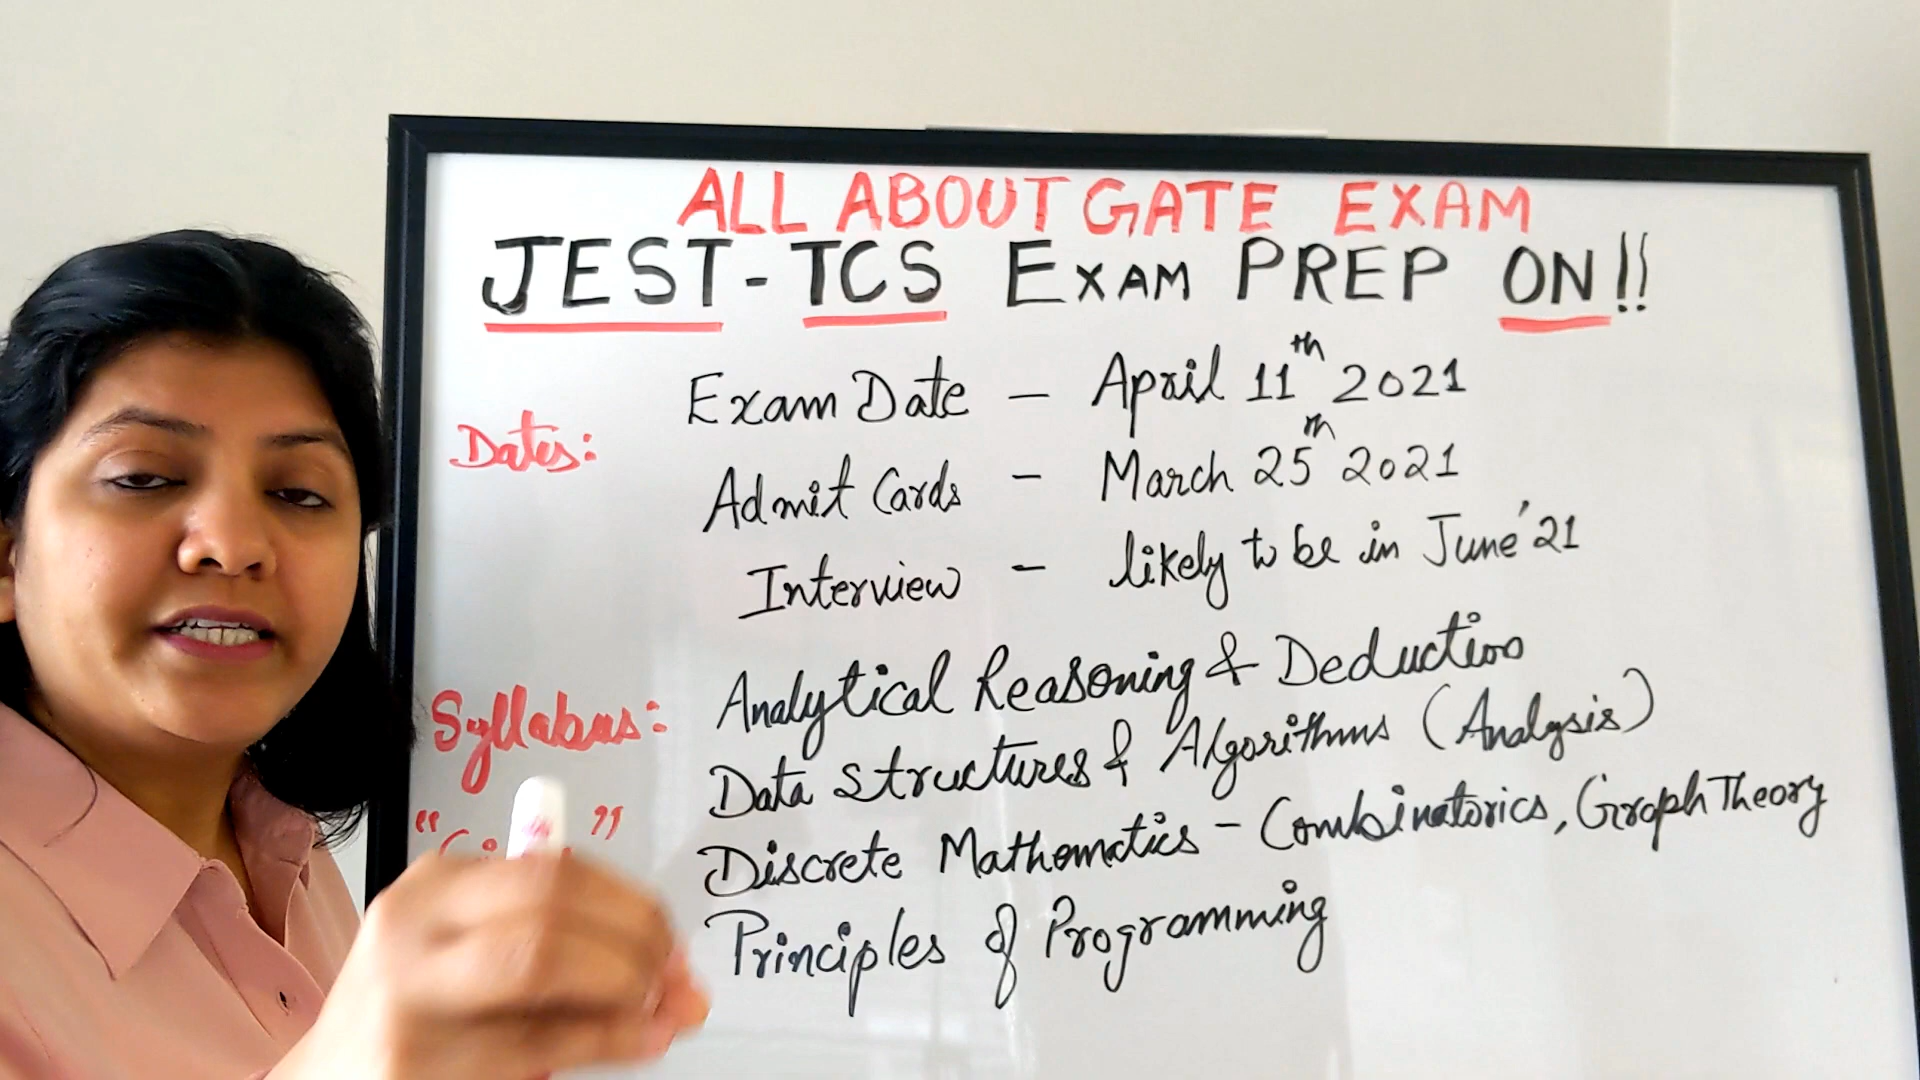 ALL ABOUT GATE EXAM
JEST-TCS EXAM PREP ON!!
Dates:
Exam Date - April 11th 2021
Admit Cards - March 25th 2021
Interview - likely to be in June'21
Syllabus:
Analytical Reasoning & Deduction
Data Structures & Algorithms (Analysis)
Discrete Mathematics - Combinatorics, Graph Theory
Principles of Programming